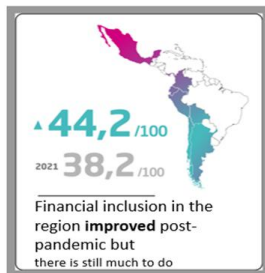 ▲ 44,2/100
2021 38,2/100
Financial inclusion in the
region improved post-
pandemic but
there is still much to do